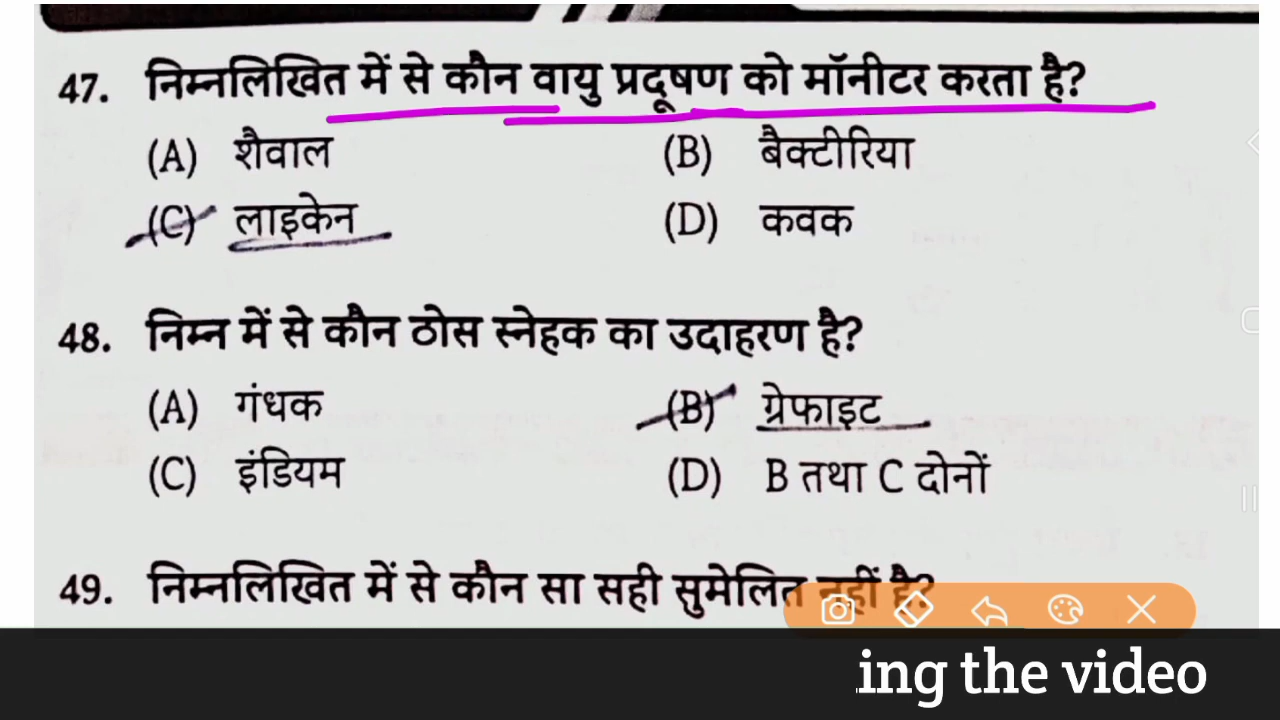 47. निम्नलिखित में से कौन वायु प्रदूषण को मॉनीटर करता है?
(A) शैवाल (B) बैक्टीरिया
(C) लाइकेन (D) कवक
48. निम्न में से कौन ठोस स्नेहक का उदाहरण है?
(A) गंधक (B) ग्रेफाइट
(C) इंडियम (D) B तथा C दोनों
49. निम्नलिखित में से कौन सा सही सुमेलित नहीं है?
ing the video